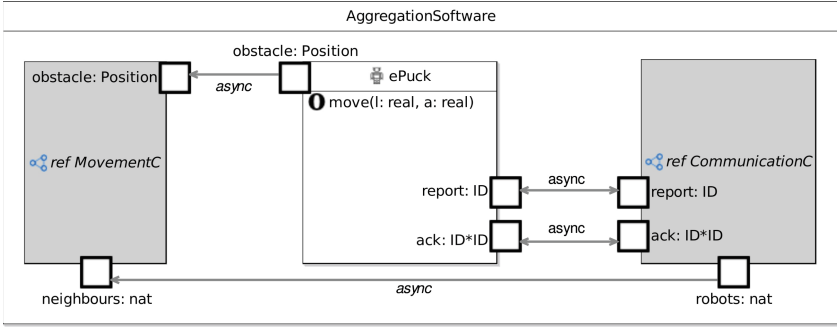 AggregationSoftware
obstacle: Position
obstacle: Position
async
ePuck
O move(l: real, a: real)
ref MovementC
ref CommunicationC
report: ID
async
report: ID
ack: ID*ID
async
ack: ID*ID
async
neighbours: nat
robots: nat